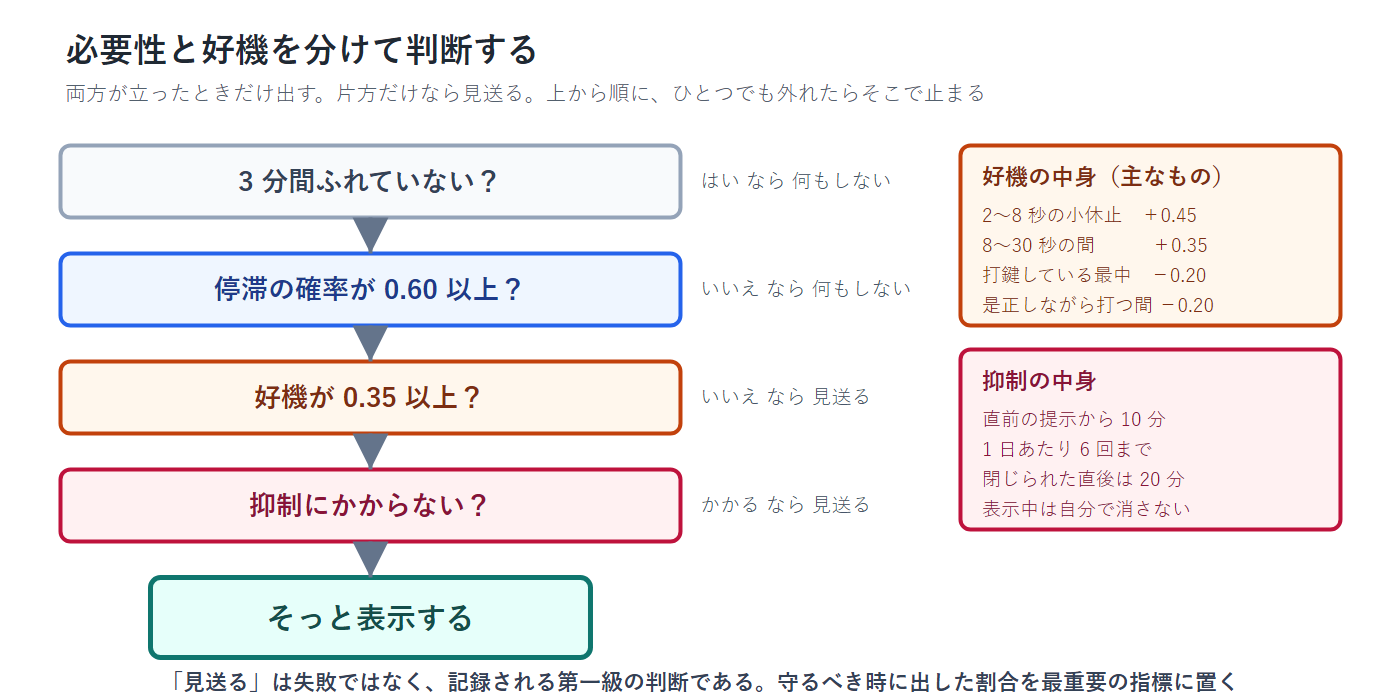 必要性と好機を分けて判断する
両方が立ったときだけ出す。片方だけなら見送る。上から順に、ひとつでも外れたらそこで止まる
3 分間ふれていない？
はい なら 何もしない
停滞の確率が 0.60 以上？
いいえ なら 何もしない
好機が 0.35 以上？
いいえ なら 見送る
抑制にかからない？
かかる なら 見送る
そっと表示する
好機の中身（主なもの）
2〜8 秒の小休止　＋0.45
8〜30 秒の間　　　＋0.35
打鍵している最中　−0.20
是正しながら打つ間 −0.20
抑制の中身
直前の提示から 10 分
1 日あたり 6 回まで
閉じられた直後は 20 分
表示中は自分で消さない
「見送る」は失敗ではなく、記録される第一級の判断である。守るべき時に出した割合を最重要の指標に置く